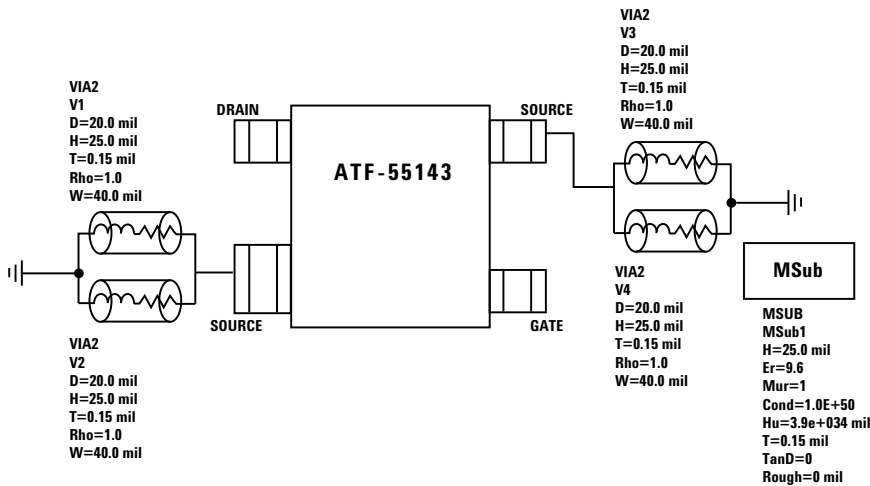 VIA2
V1
D=20.0 mil
H=25.0 mil
T=0.15 mil
Rho=1.0
W=40.0 mil
VIA2
V2
D=20.0 mil
H=25.0 mil
T=0.15 mil
Rho=1.0
W=40.0 mil
DRAIN
SOURCE
ATF-55143
SOURCE
GATE
VIA2
V3
D=20.0 mil
H=25.0 mil
T=0.15 mil
Rho=1.0
W=40.0 mil
VIA2
V4
D=20.0 mil
H=25.0 mil
T=0.15 mil
Rho=1.0
W=40.0 mil
MSub
MSUB
MSub1
H=25.0 mil
Er=9.6
Mur=1
Cond=1.0E+50
Hu=3.9e+034 mil
T=0.15 mil
TanD=0
Rough=0 mil